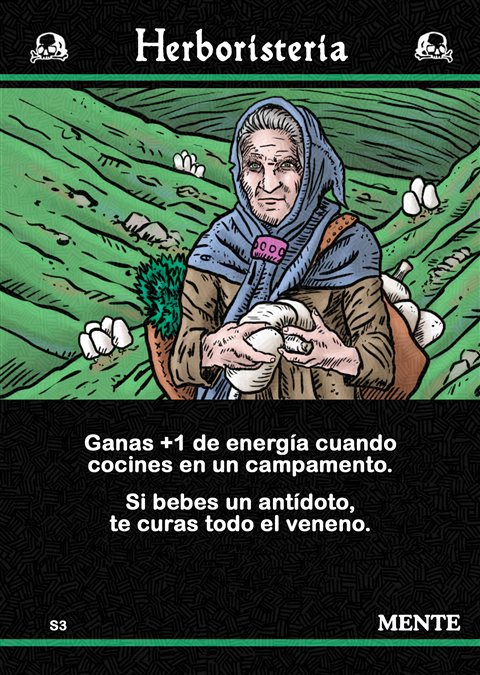 Herboristería
Ganas +1 de energía cuando
cocines en un campamento.
Si bebes un antídoto,
te curas todo el veneno.
S3
MENTE